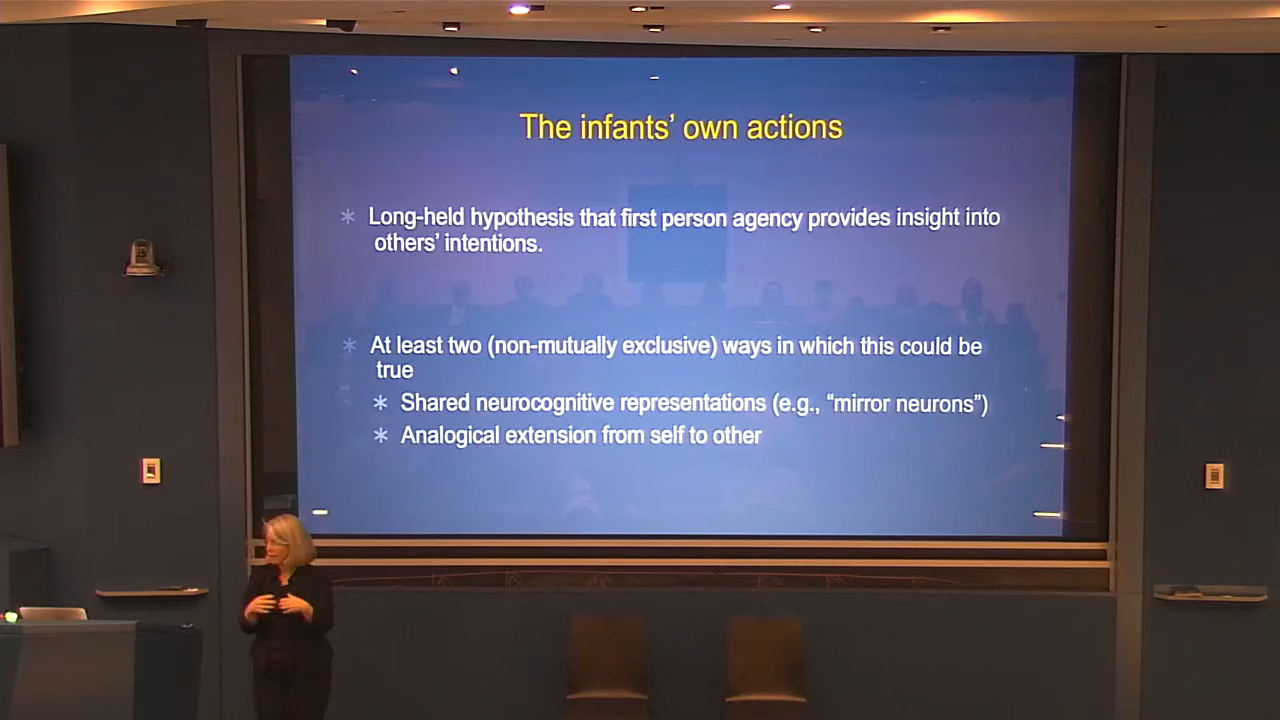 The infants’ own actions
* Long-held hypothesis that first person agency provides insight into
others’ intentions.
* At least two (non-mutually exclusive) ways in which this could be
true
* Shared neurocognitive representations (e.g., “mirror neurons”)
* Analogical extension from self to other